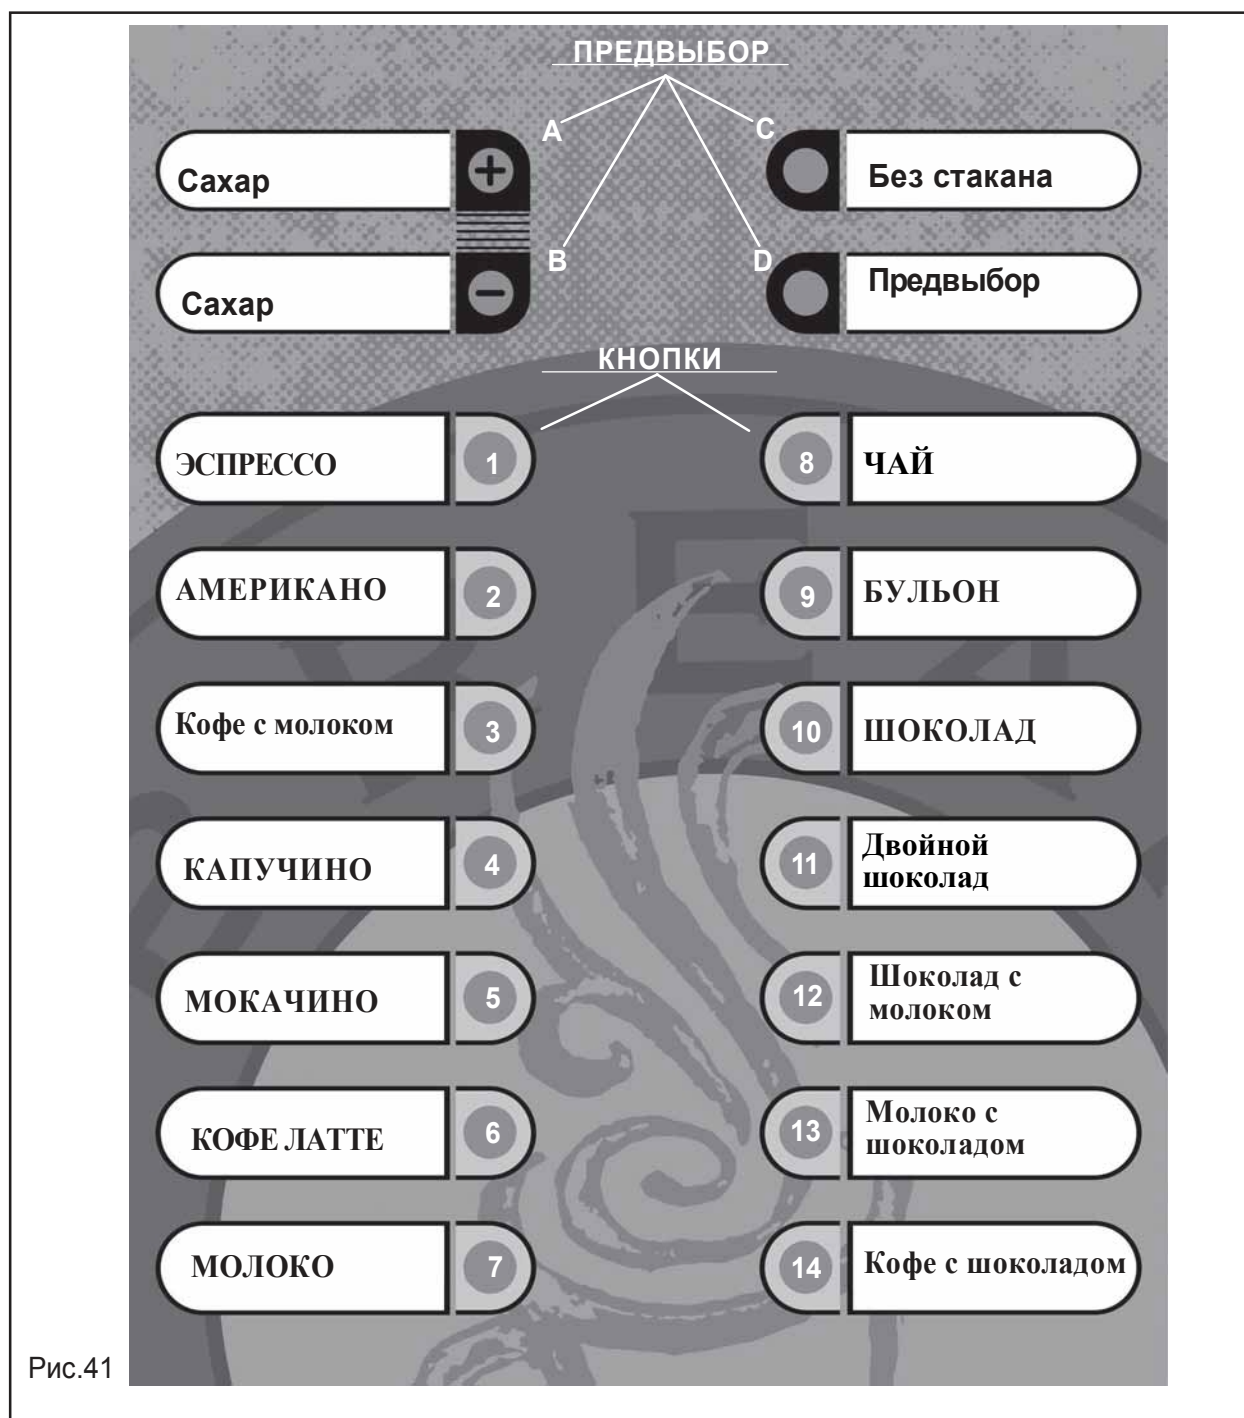 ПРЕДВЫБОР
A
C
Сахар
+
Без стакана
B
D
Сахар
−
Предвыбор
КНОПКИ
ЭСПРЕССО
1
8
ЧАЙ
АМЕРИКАНО
2
9
БУЛЬОН
Кофе с молоком
3
10
ШОКОЛАД
КАПУЧИНО
4
11
Двойной
шоколад
МОКАЧИНО
5
12
Шоколад с
молоком
КОФЕ ЛАТТЕ
6
13
Молоко с
шоколадом
МОЛОКО
7
14
Кофе с шоколадом
Рис.41